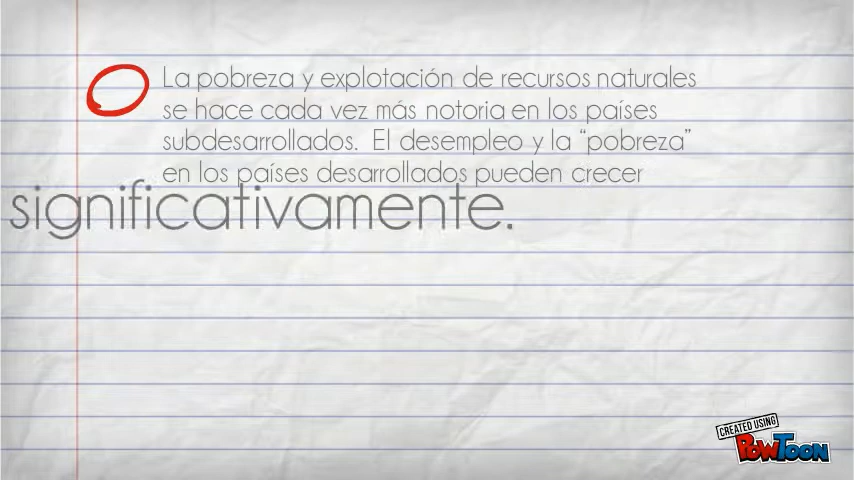 La pobreza y explotación de recursos naturales
se hace cada vez más notoria en los países
subdesarrollados. El desempleo y la “pobreza”
en los países desarrollados pueden crecer
significativamente.
CREATED USING
POWTOON